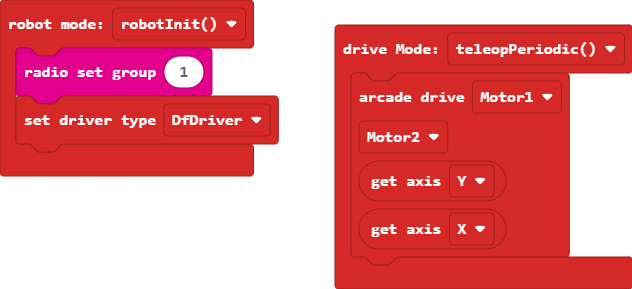 robot mode: robotInit()
radio set group 1
set driver type DfDriver
drive Mode: teleopPeriodic()
arcade drive Motor1
Motor2
get axis Y
get axis X